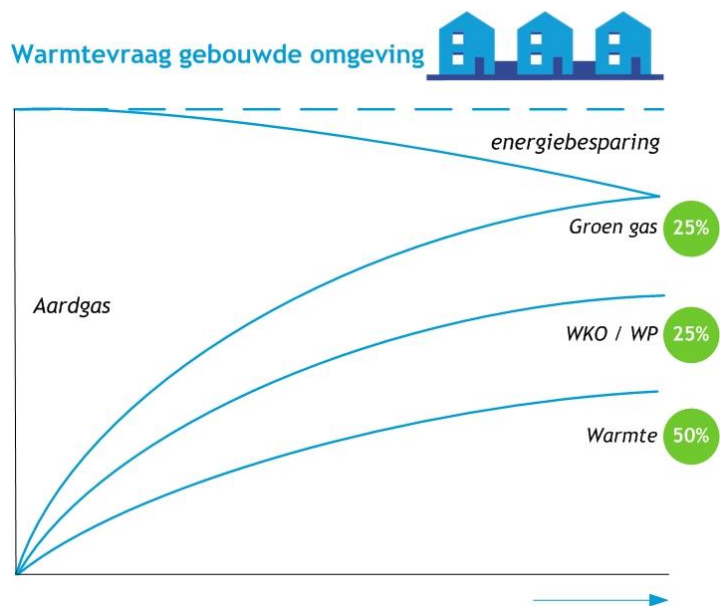 Warmtevraag gebouwde omgeving
energiebesparing
Groen gas 25%
Aardgas
WKO / WP 25%
Warmte 50%